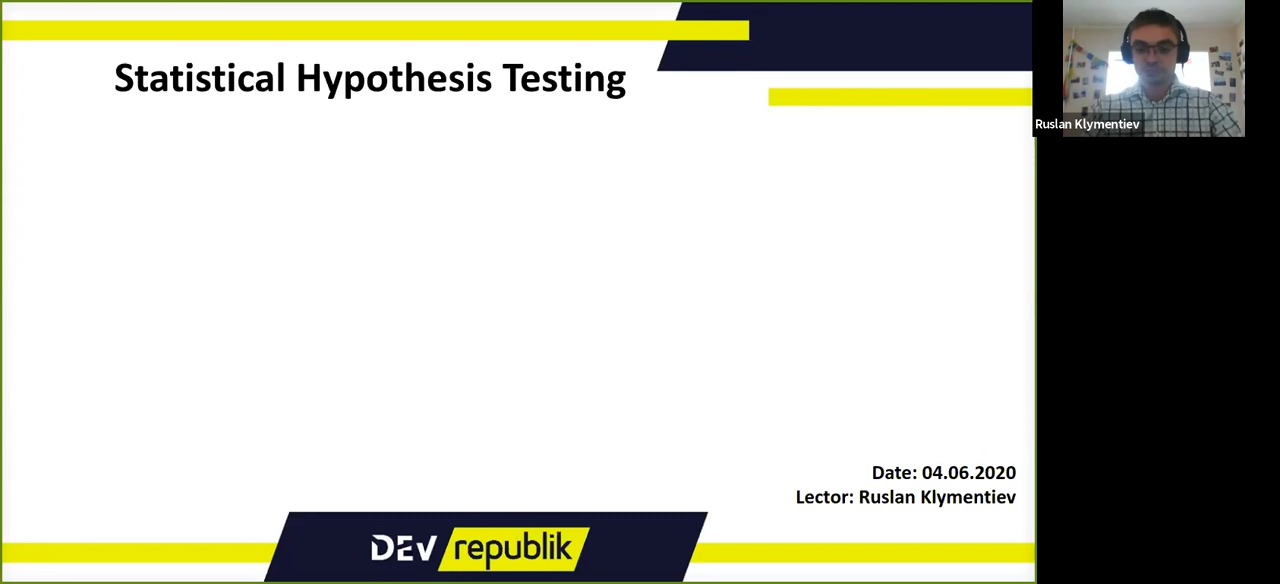 Statistical Hypothesis Testing
Ruslan Klymentiev
Date: 04.06.2020
Lector: Ruslan Klymentiev
DEV republik